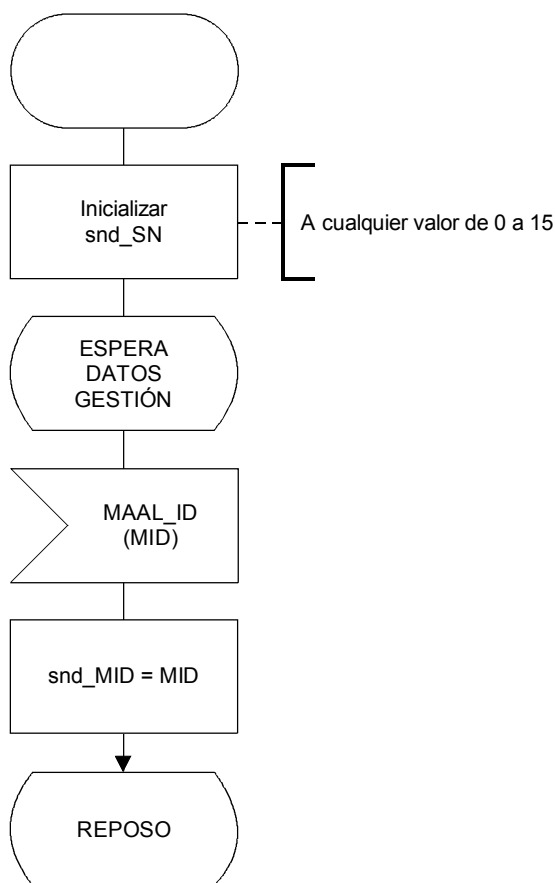 Inicializar
snd_SN
A cualquier valor de 0 a 15
ESPERA
DATOS
GESTIÓN
MAAL_ID
(MID)
snd_MID = MID
REPOSO